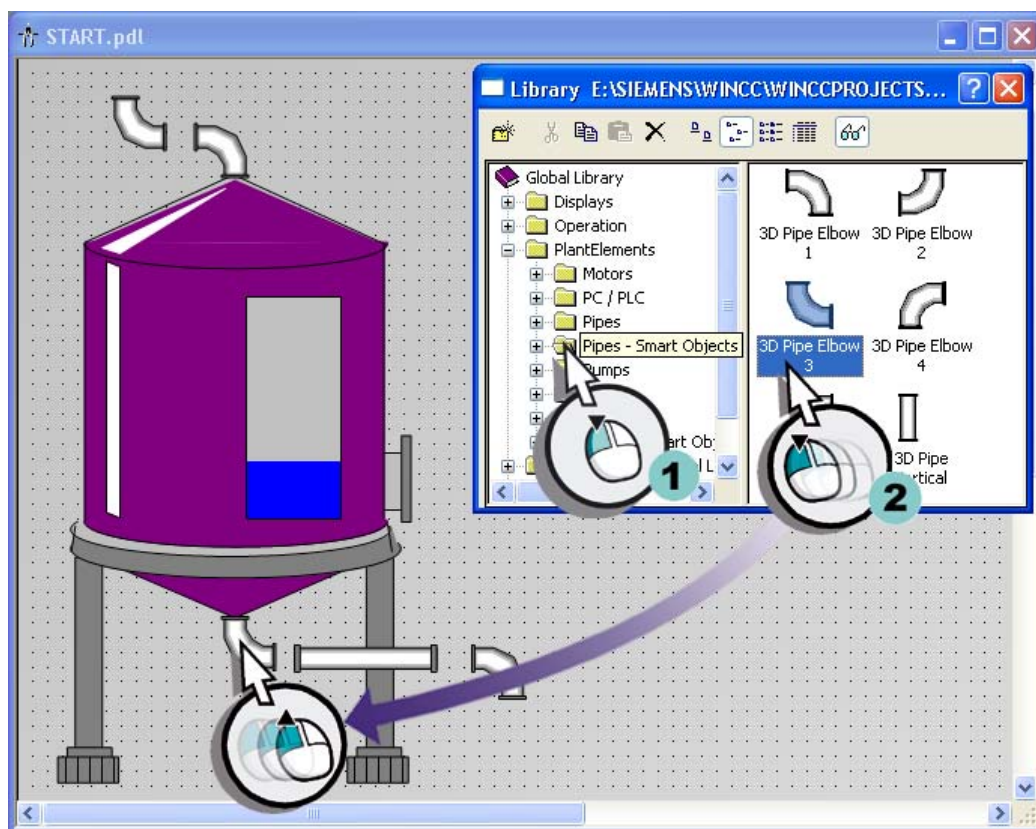 START.pdl
Library E:\SIEMENS\WINCC\WINCCPROJECTS...
Global Library
Displays
Operation
PlantElements
Motors
PC / PLC
Pipes
Pipes - Smart Objects
Pumps
1
3D Pipe Elbow
1
3D Pipe Elbow
2
3D Pipe Elbow
3
3D Pipe Elbow
4
3D Pipe
2